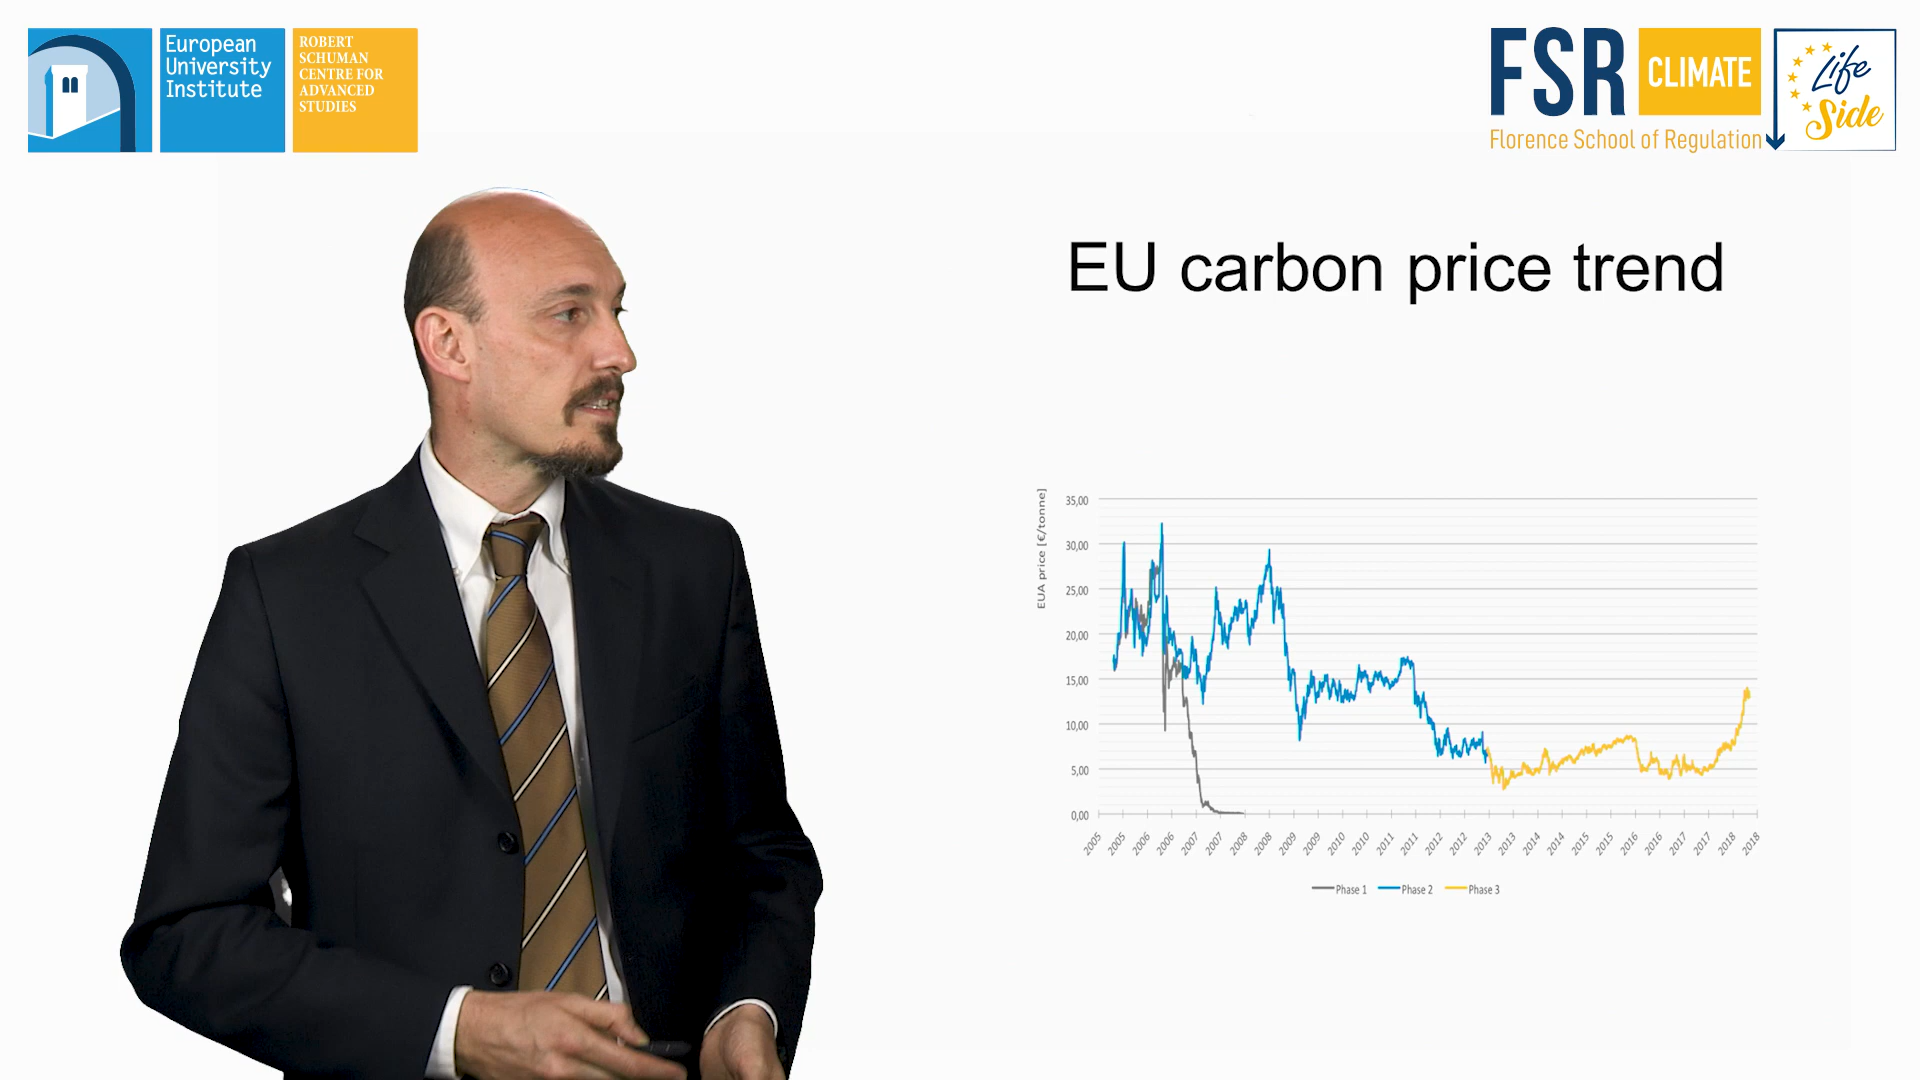 European
University
Institute
ROBERT
SCHUMAN
CENTRE FOR
ADVANCED
STUDIES
FSR
CLIMATE
Florence School of Regulation
Life
Side
EU carbon price trend
EUA price [€/tonne]
35,00
30,00
25,00
20,00
15,00
10,00
5,00
0,00
2005 2005 2006 2006 2007 2007 2008 2008 2009 2009 2010 2010 2011 2011 2012 2012 2013 2013 2014 2014 2015 2015 2016 2016 2017 2017 2018 2018
Phase 1 Phase 2 Phase 3